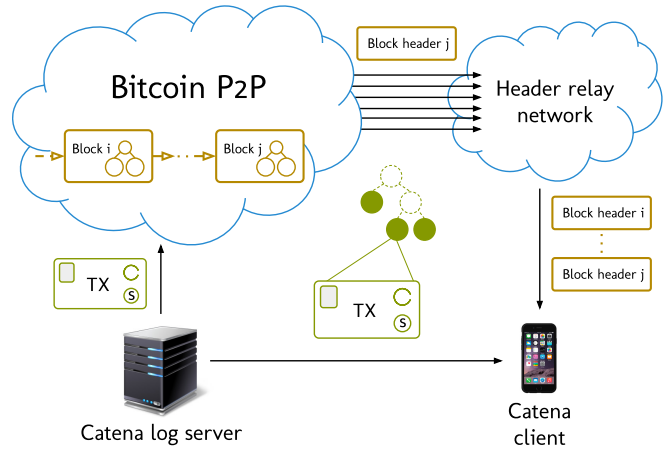 Block header j
Bitcoin P2P
Header relay
network
Block i
Block j
Block header i
Block header j
TX
S
TX
S
Catena log server
Catena
client